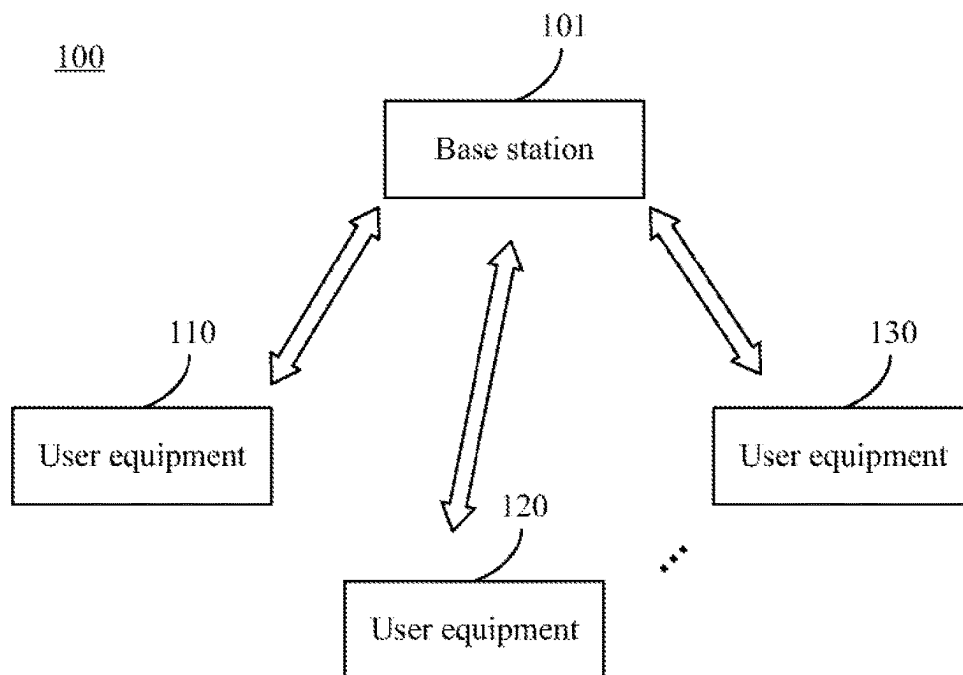 100
101
Base station
110
130
User equipment
User equipment
120
User equipment